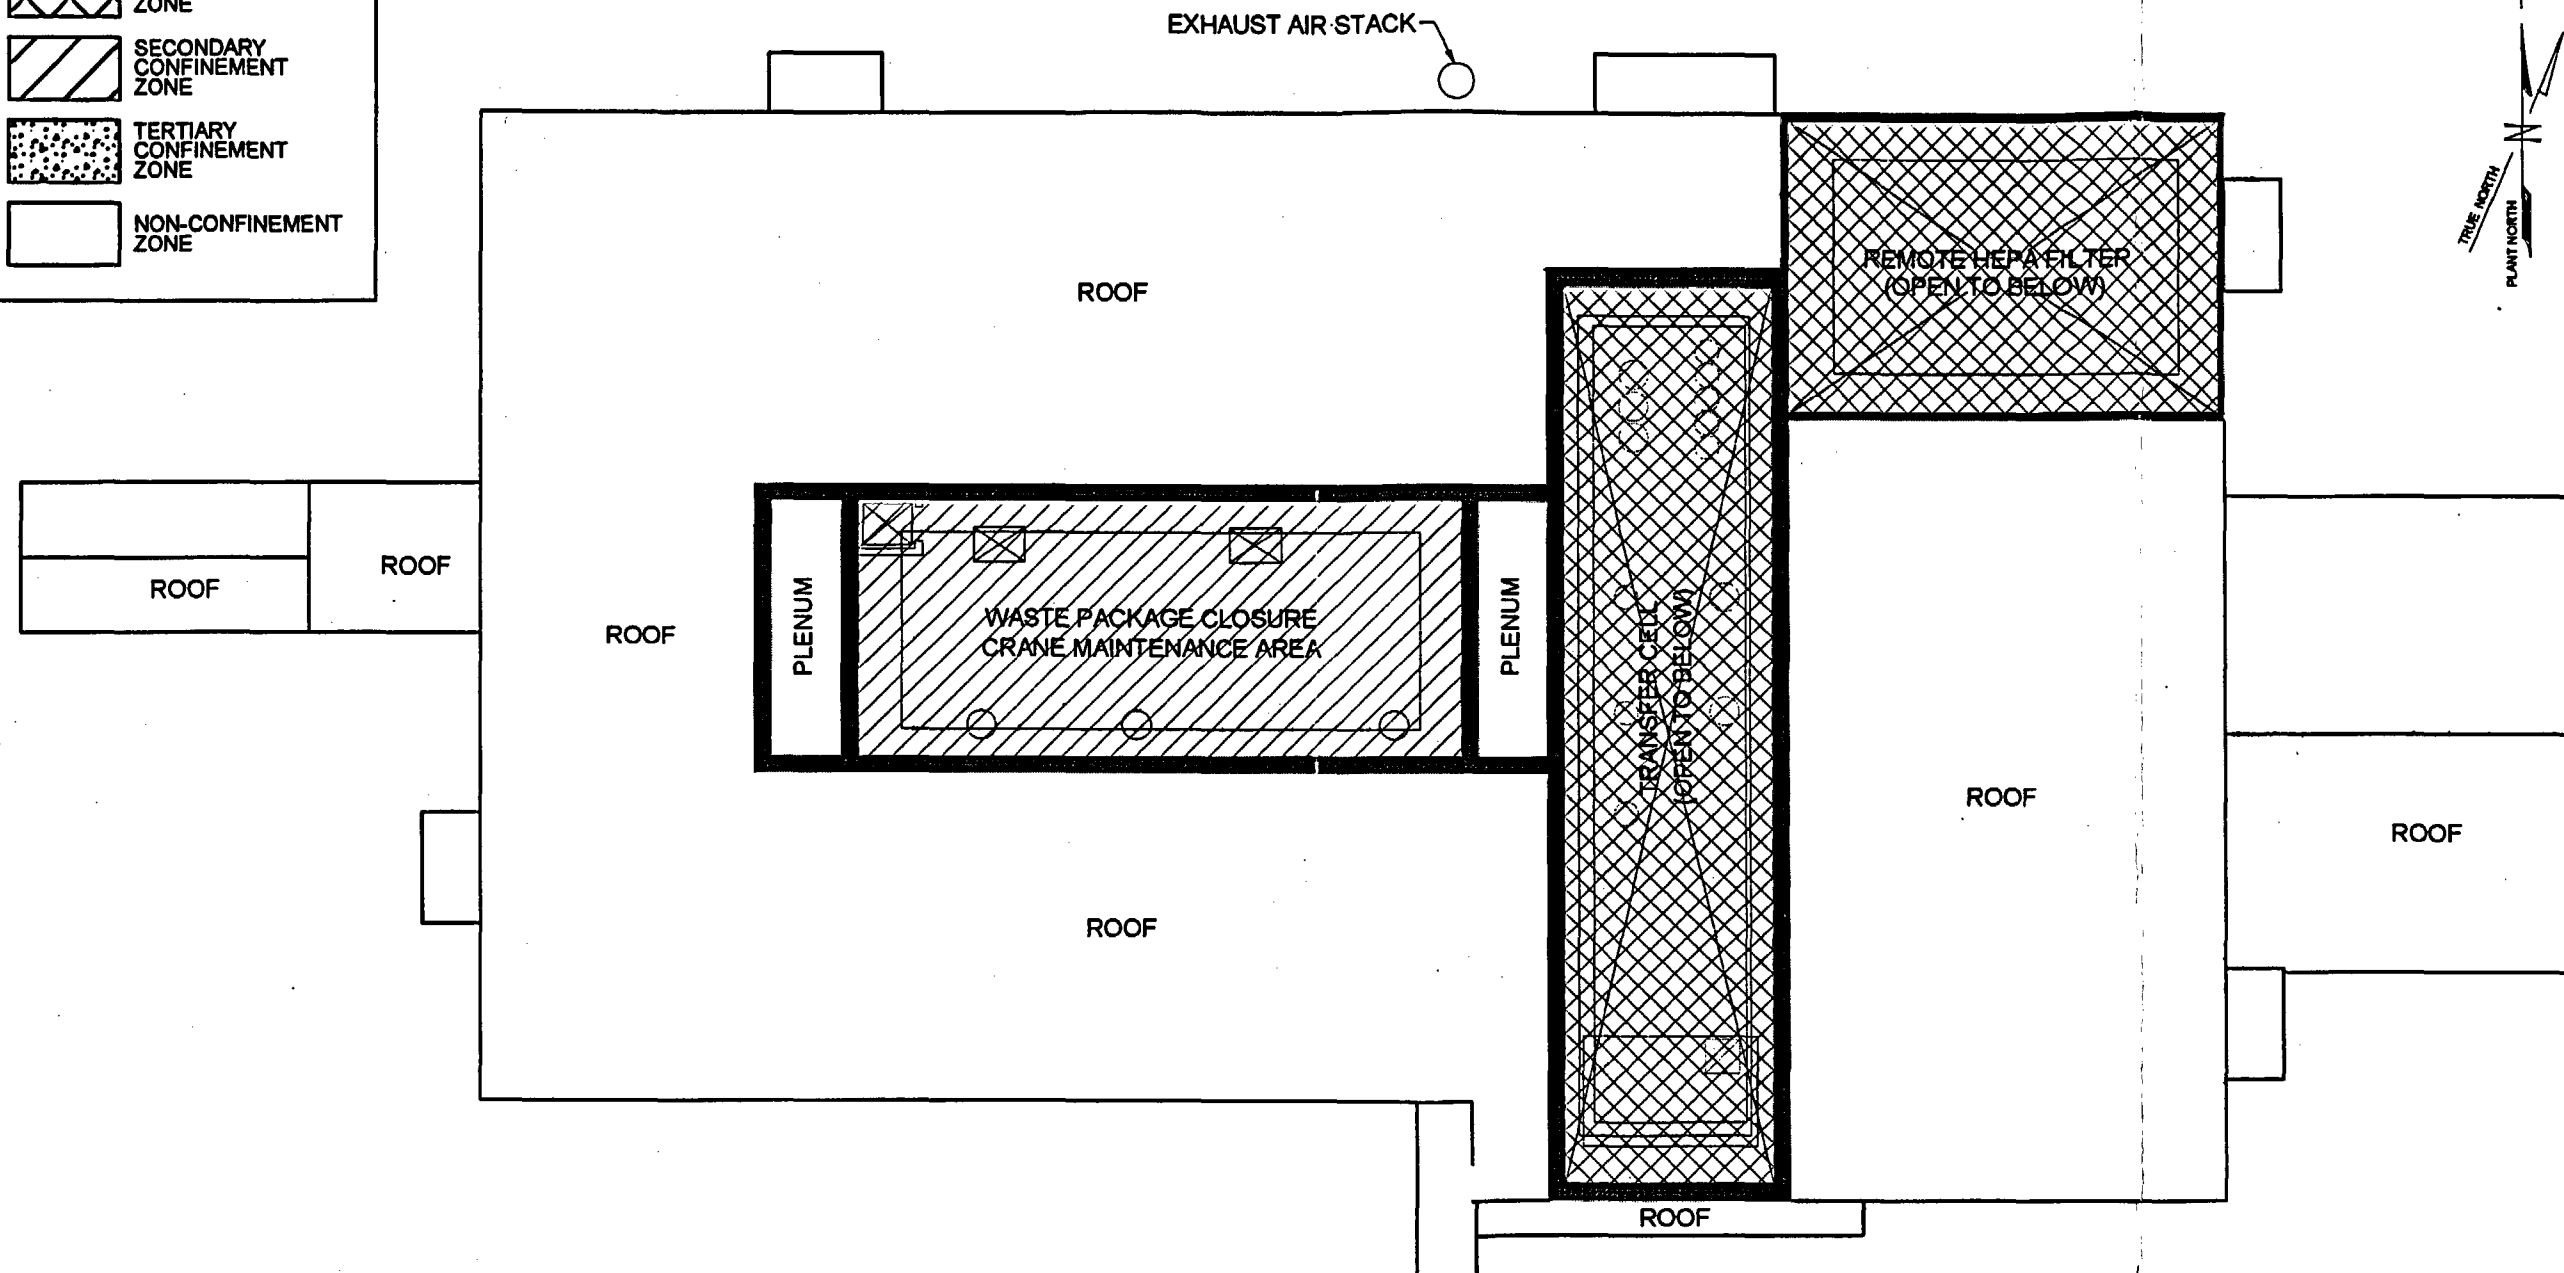 ZONE
SECONDARY
CONFINEMENT
ZONE
TERTIARY
CONFINEMENT
ZONE
NON-CONFINEMENT
ZONE
EXHAUST AIR STACK
N
TRUE NORTH
PLANT NORTH
REMOTE HEPA FILTER
(OPEN TO BELOW)
ROOF
ROOF
ROOF
ROOF
PLENUM
WASTE PACKAGE CLOSURE
CRANE MAINTENANCE AREA
PLENUM
TRANSFER CELL
(OPEN TO BELOW)
ROOF
ROOF
ROOF
ROOF